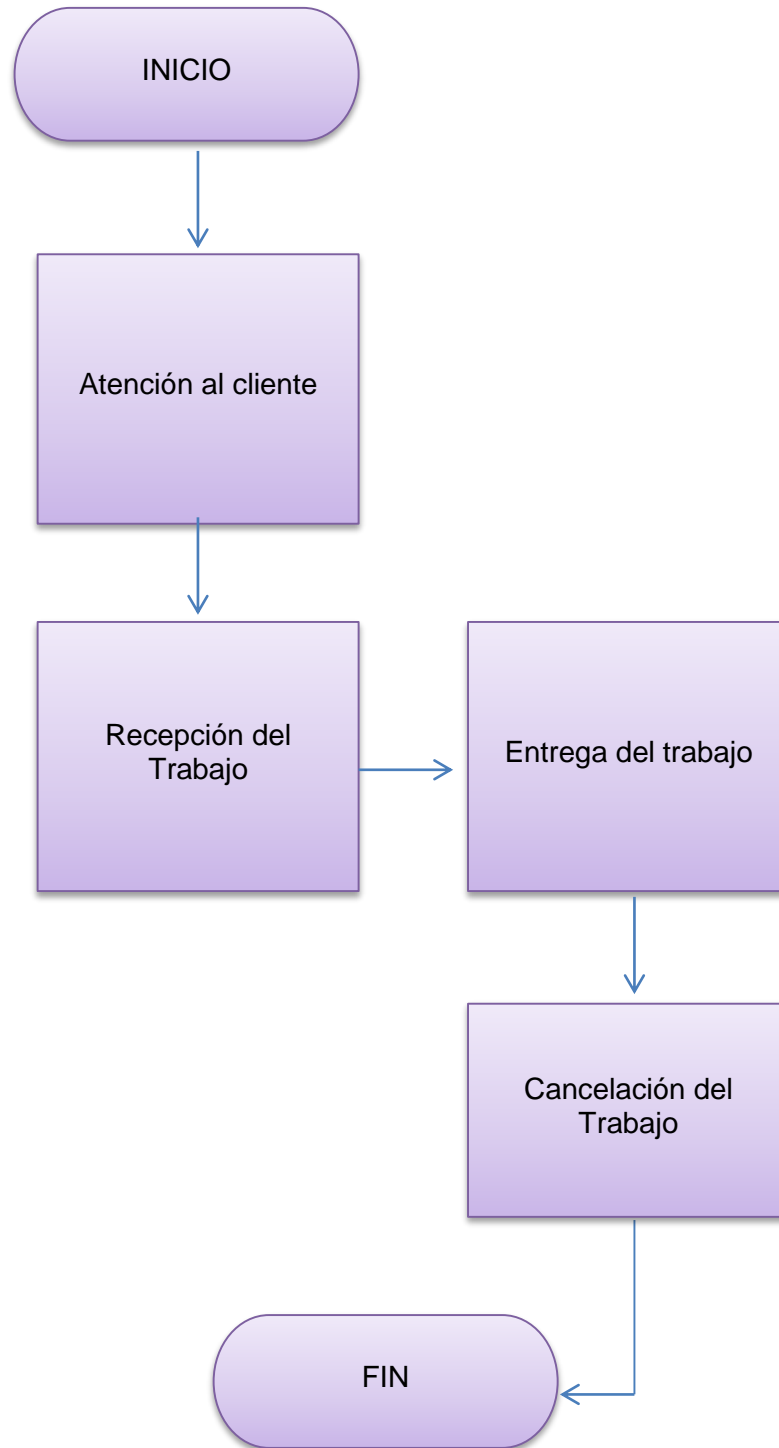 INICIO
Atención al cliente
Recepción del
Trabajo
Entrega del trabajo
Cancelación del
Trabajo
FIN